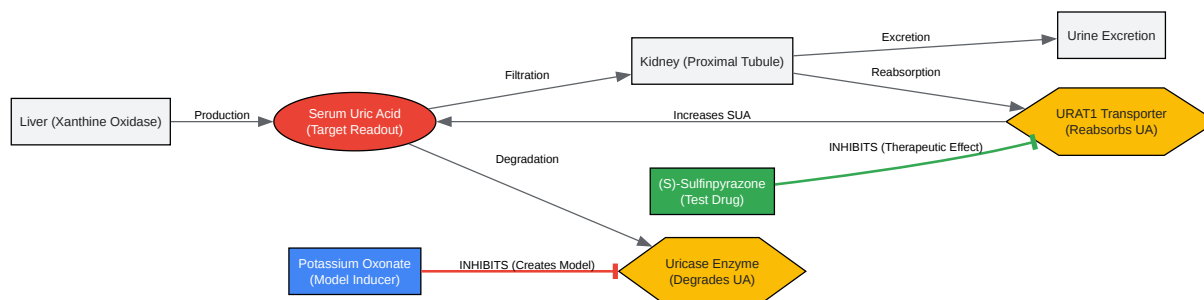 Liver (Xanthine Oxidase)
Production
Serum Uric Acid
(Target Readout)
Filtration
Kidney (Proximal Tubule)
Excretion
Urine Excretion
Reabsorption
URAT1 Transporter
(Reabsorbs UA)
Increases SUA
INHIBITS (Therapeutic Effect)
(S)-Sulfinpyrazone
(Test Drug)
Degradation
Potassium Oxonate
(Model Inducer)
INHIBITS (Creates Model)
Uricase Enzyme
(Degrades UA)